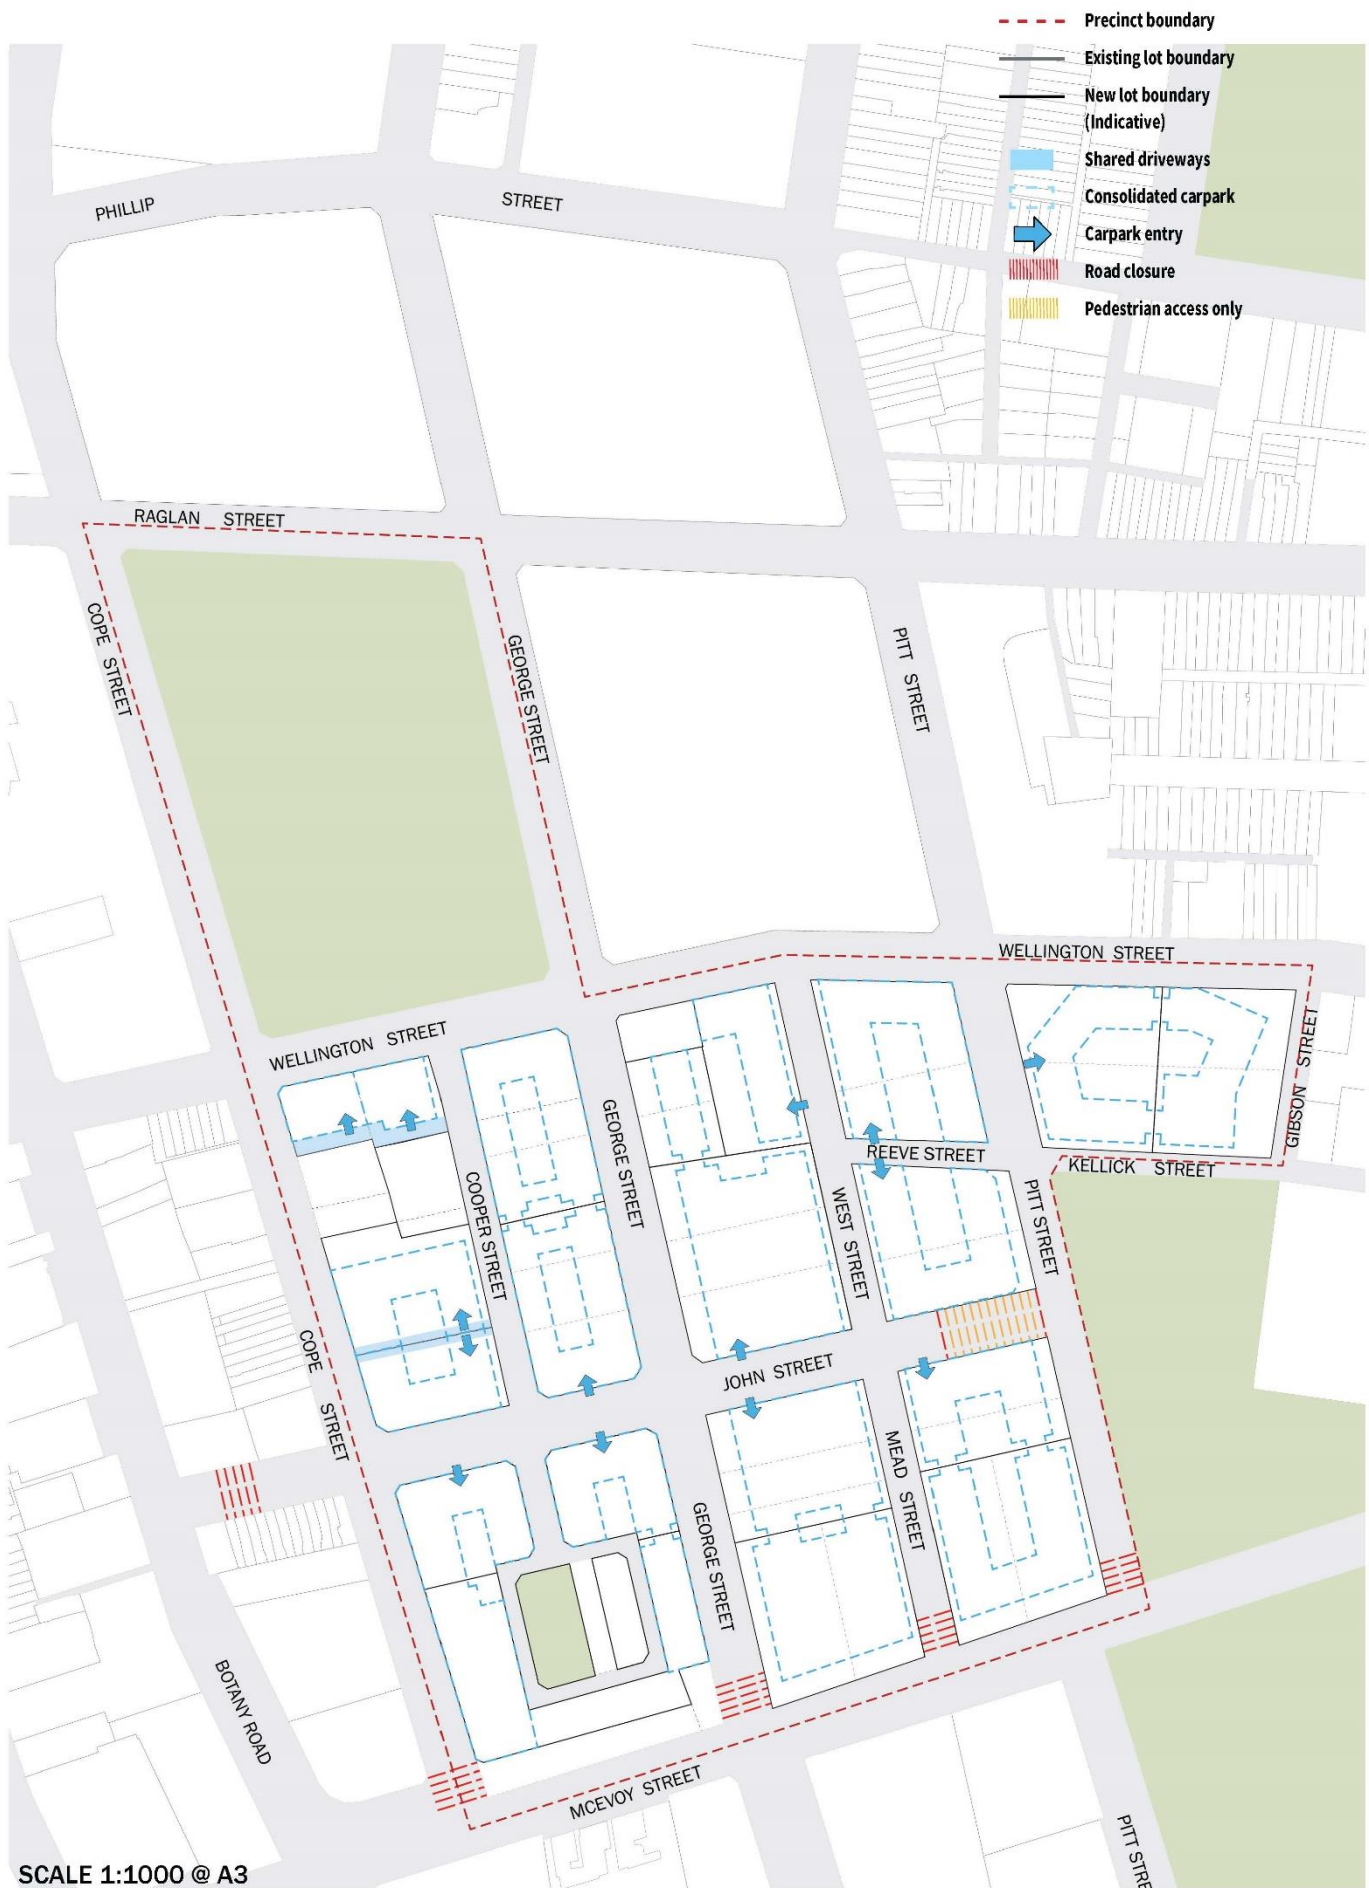 Precinct boundary
Existing lot boundary
New lot boundary
(Indicative)
Shared driveways
Consolidated carpark
Carpark entry
Road closure
Pedestrian access only
PHILLIP STREET
RAGLAN STREET
COPE STREET
GEORGE STREET
PITT STREET
WELLINGTON STREET
WELLINGTON STREET
GIBSON STREET
KELLICK STREET
REEVE STREET
GEORGE STREET
COOPER STREET
WEST STREET
PITT STREET
COPE STREET
JOHN STREET
MEAD STREET
GEORGE STREET
BOTANY ROAD
MCEVOY STREET
PITT STRE
SCALE 1:1000 @ A3